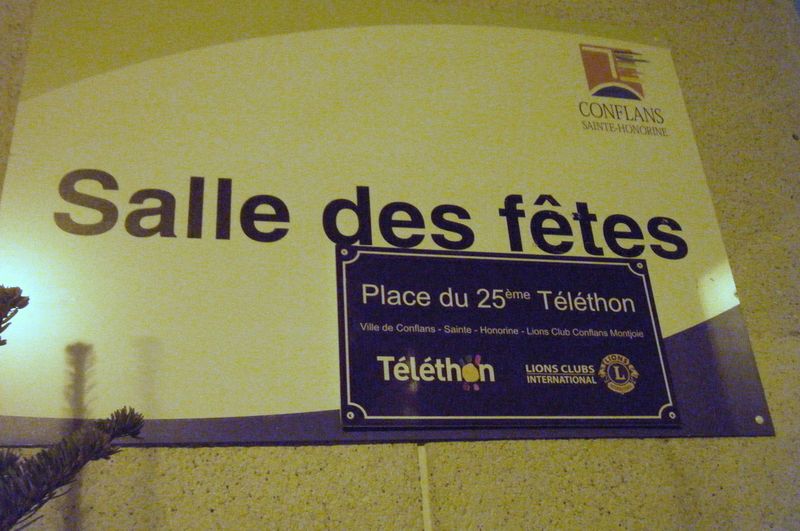 CONFLANS
SAINTE-HONORINE
Salle des fêtes
Place du 25ème Téléthon
Ville de Conflans - Sainte - Honorine - Lions Club Conflans Montjoie
Téléthon
LIONS CLUBS
INTERNATIONAL
LIONS
L